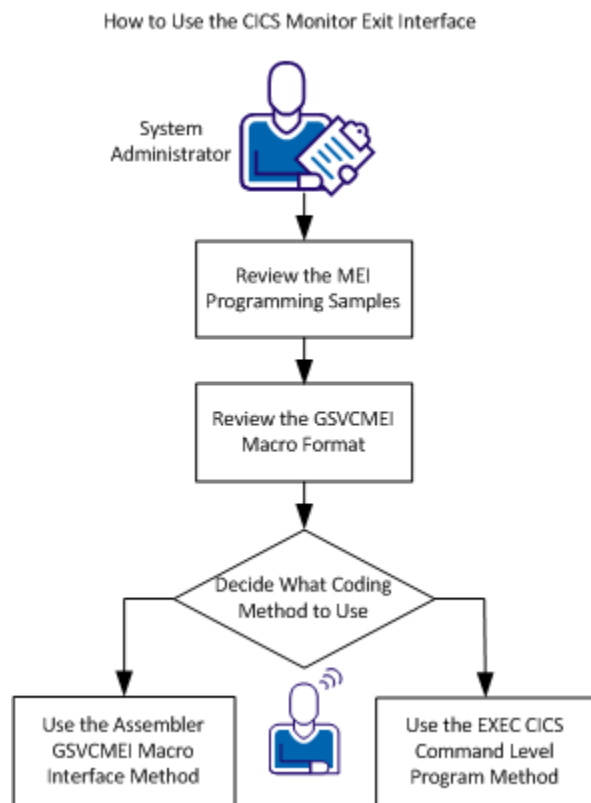 How to Use the CICS Monitor Exit Interface
System
Administrator
Review the MEI
Programming Samples
Review the GSVCMEI
Macro Format
Decide What Coding
Method to Use
Use the Assembler
GSVCMEI Macro
Interface Method
Use the EXEC CICS
Command Level
Program Method